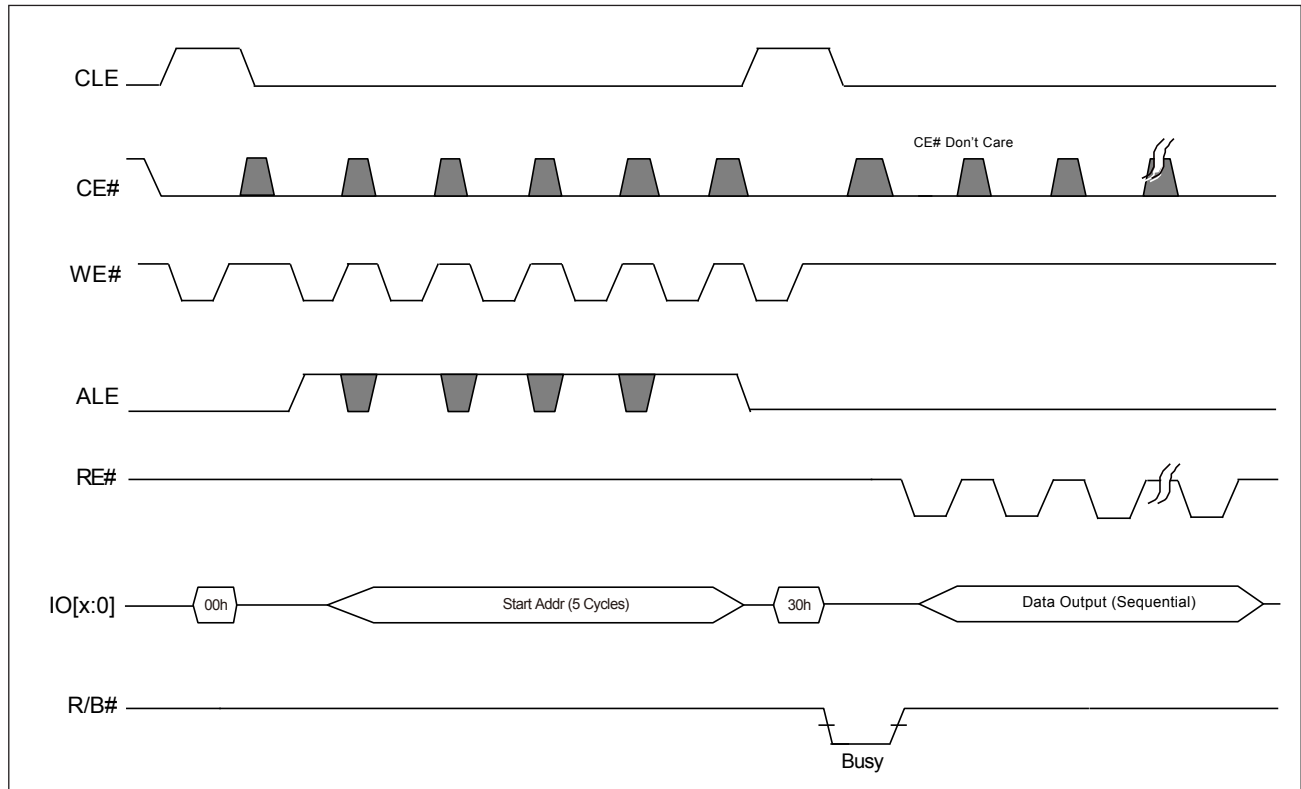 CLE
CE# Don't Care
CE#
WE#
ALE
RE#
IO[x:0] 00h Start Addr (5 Cycles) 30h Data Output (Sequential)
R/B#
Busy